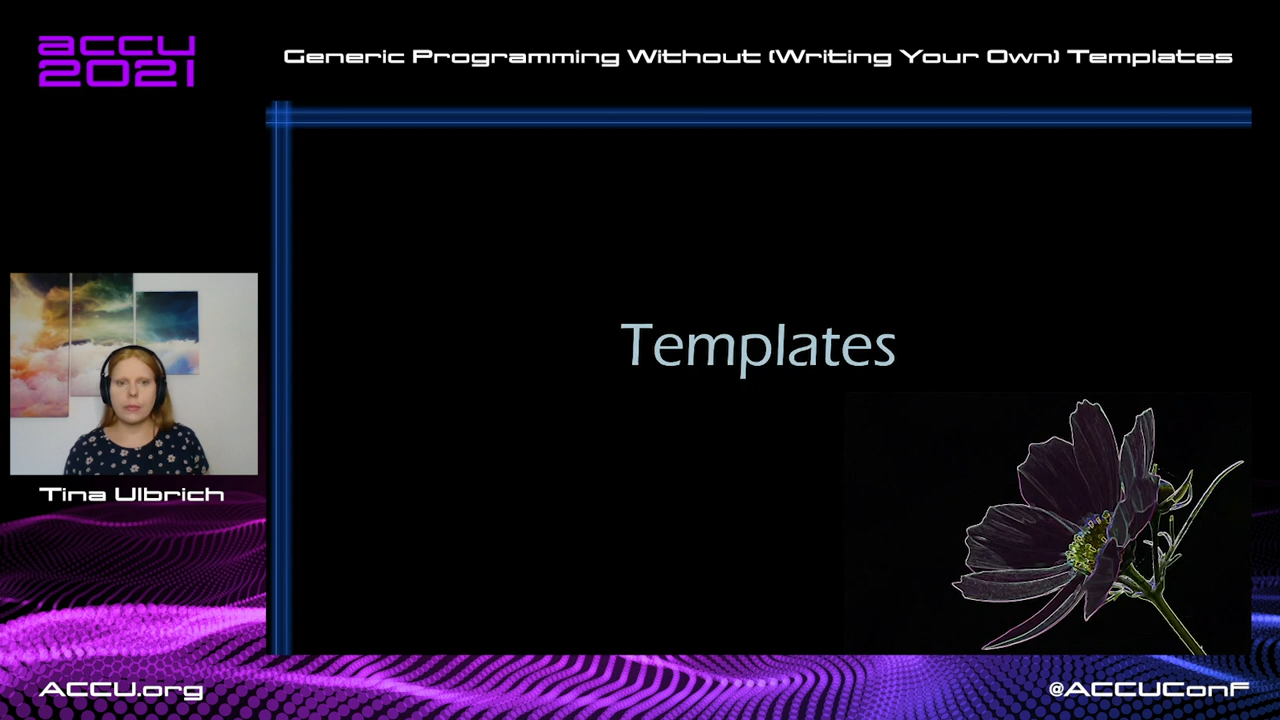 accu
2021
Generic Programming Without (Writing Your Own) Templates
Templates
Tina Ulbrich
ACCU.org
@ACCUConf